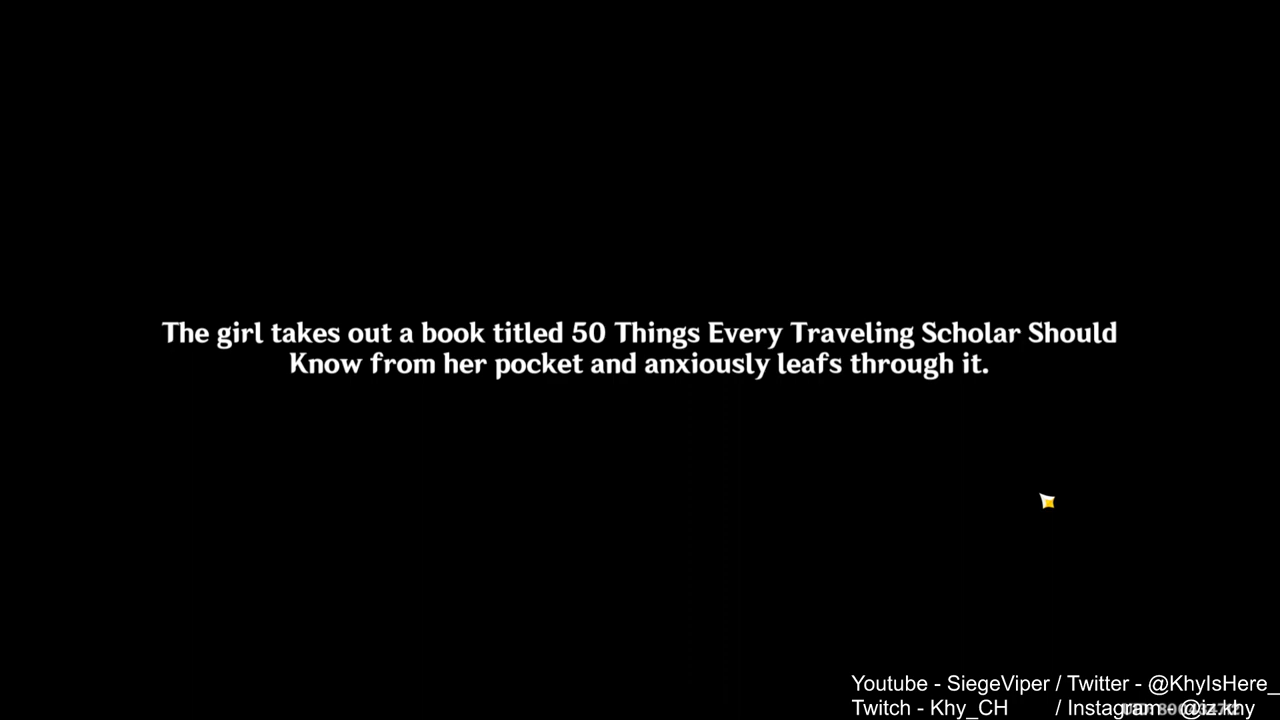 The girl takes out a book titled 50 Things Every Traveling Scholar Should
Know from her pocket and anxiously leafs through it.
Youtube - SiegeViper / Twitter - @KhyIsHere_
Twitch - Khy_CH / Instagram -